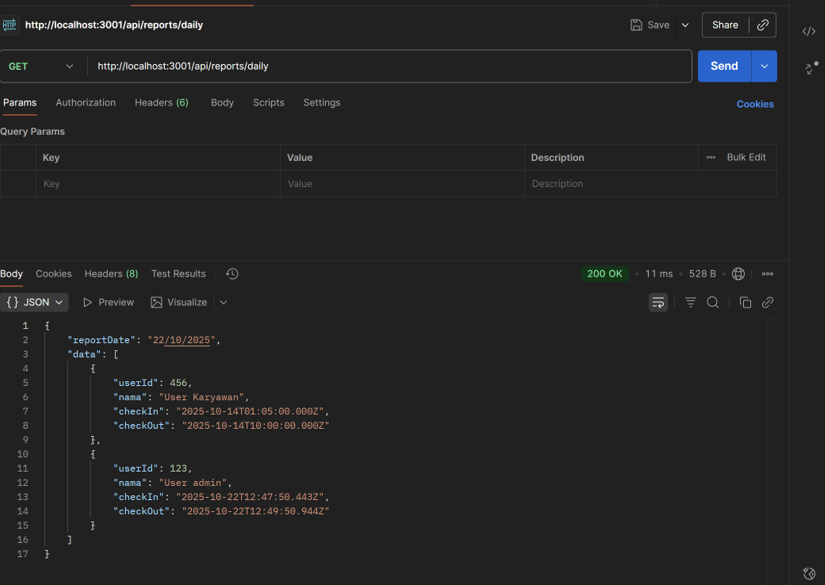 HTTP http://localhost:3001/api/reports/daily Save Share
GET http://localhost:3001/api/reports/daily Send
Params Authorization Headers (6) Body Scripts Settings Cookies
Query Params
Key Value Description ••• Bulk Edit
Key Value Description
Body Cookies Headers (8) Test Results 200 OK • 11 ms • 528 B •
{} JSON Preview Visualize
1 {
2 "reportDate": "22/10/2025",
3 "data": [
4 {
5 "userId": 456,
6 "nama": "User Karyawan",
7 "checkIn": "2025-10-14T01:05:00.000Z",
8 "checkOut": "2025-10-14T10:00:00.000Z"
9 },
10 {
11 "userId": 123,
12 "nama": "User admin",
13 "checkIn": "2025-10-22T12:47:50.443Z",
14 "checkOut": "2025-10-22T12:49:50.944Z"
15 }
16 ]
17 }